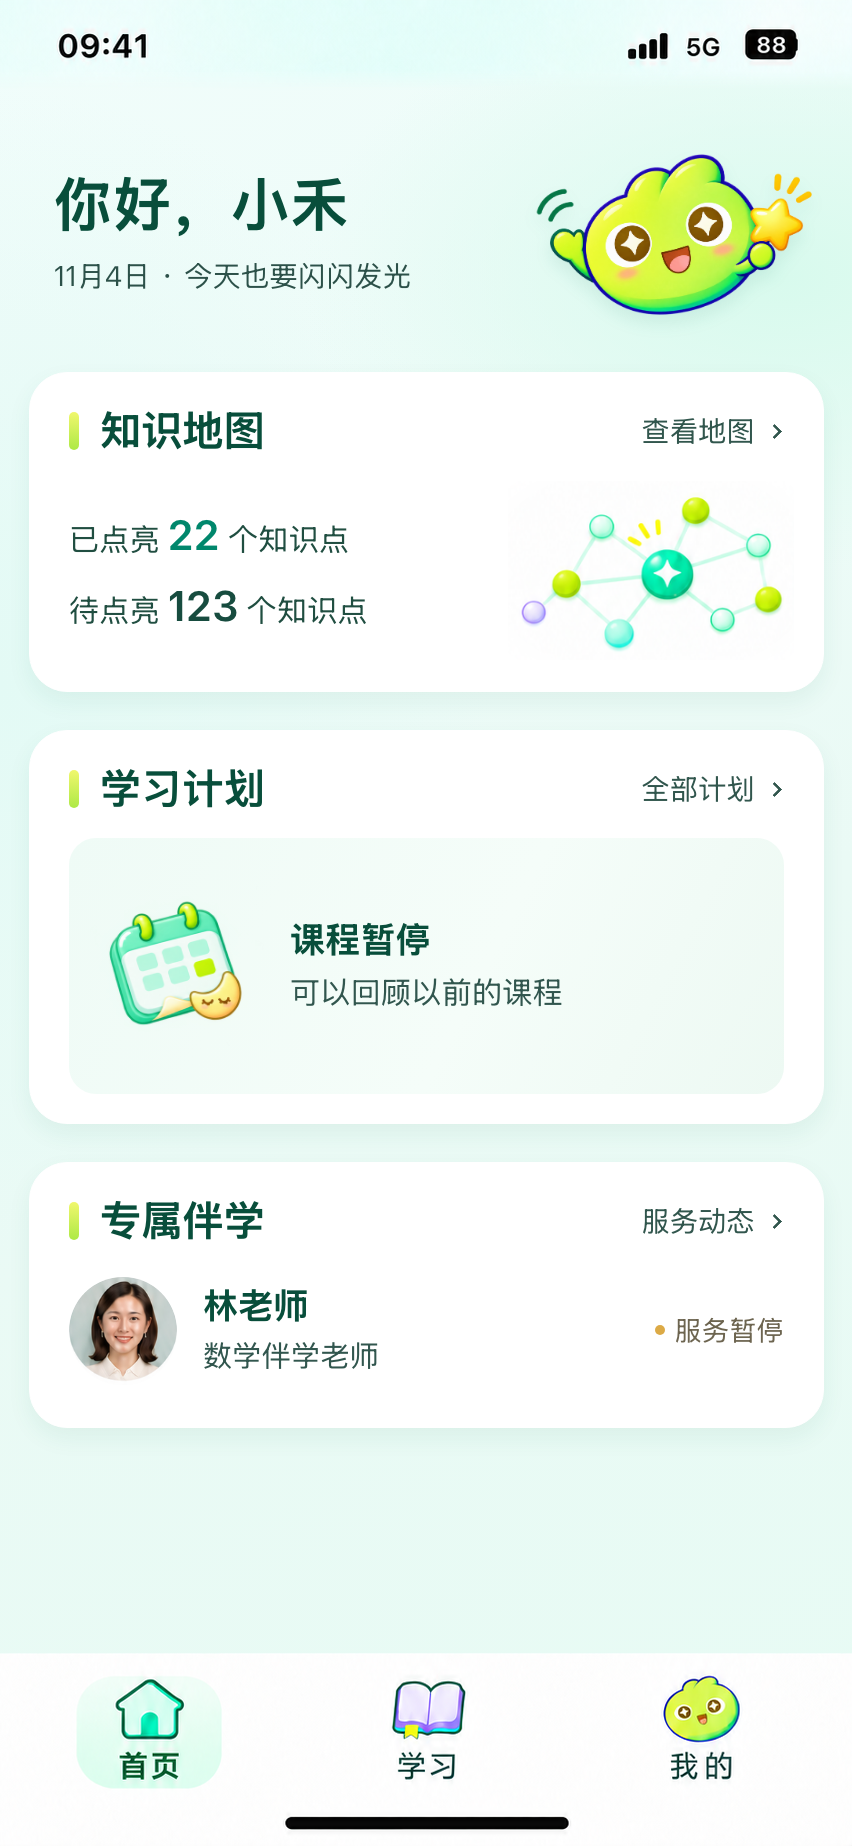 09:41
5G
88
你好，小禾
11月4日 · 今天也要闪闪发光
知识地图
查看地图
已点亮 22 个知识点
待点亮 123 个知识点
学习计划
全部计划
课程暂停
可以回顾以前的课程
专属伴学
服务动态
林老师
数学伴学老师
服务暂停
首页
学习
我的